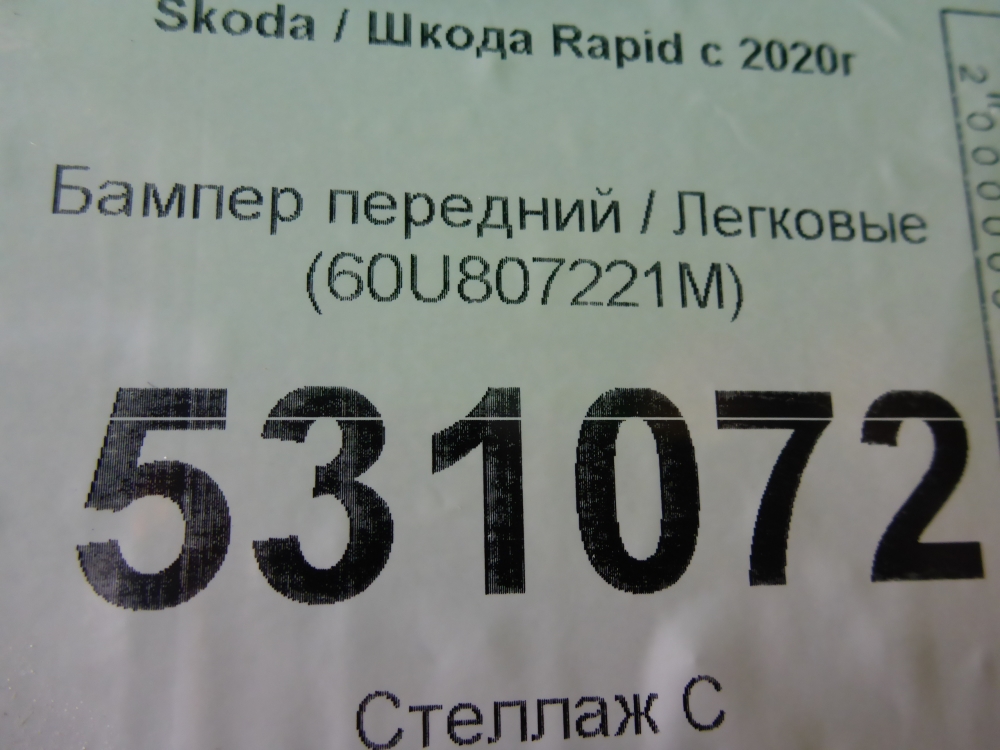 Skoda / Шкода Rapid с 2020г
Бампер передний / Легковые
(60U807221M)
531072
Стеллаж С